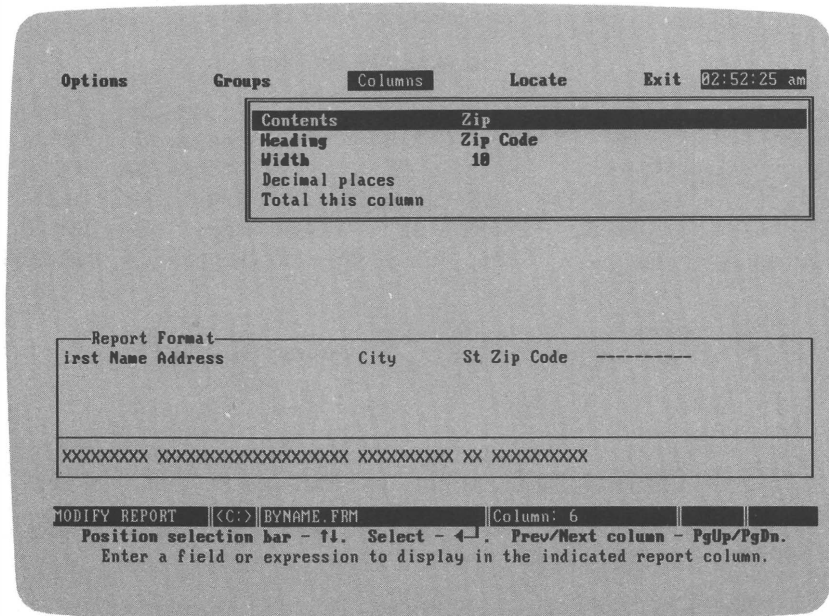 Options Groups Columns Locate Exit 02:52:25 am
Contents Zip
Heading Zip Code
Width 10
Decimal places
Total this column
Report Format
irst Name Address City St Zip Code ----------
XXXXXXXXX XXXXXXXXXXXXXXXXXXXX XXXXXXXXXX XX XXXXXXXXXX
MODIFY REPORT <C:> BYNAME.FRM Column: 6
Position selection bar - ↑↓. Select - ↵. Prev/Next column - PgUp/PgDn.
Enter a field or expression to display in the indicated report column.